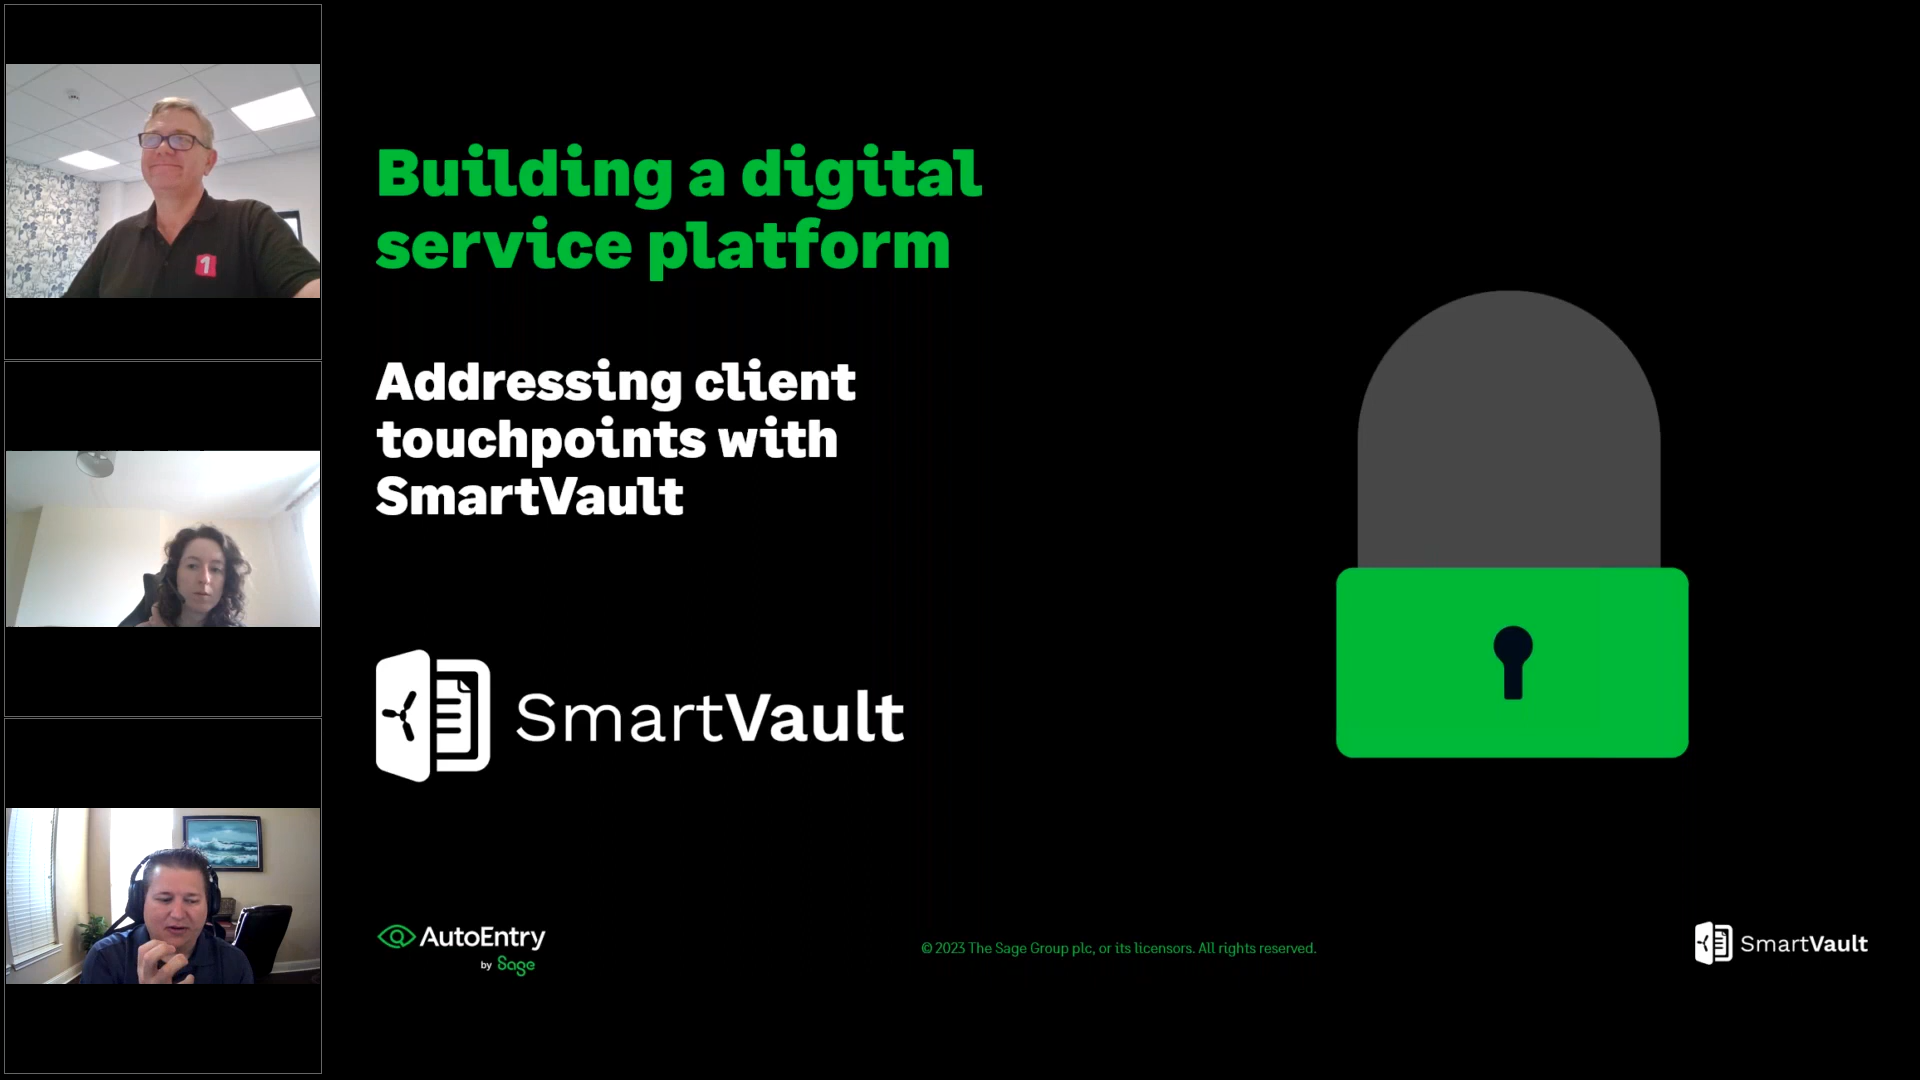 Building a digital
service platform
Addressing client
touchpoints with
SmartVault
SmartVault
1
AutoEntry
by Sage
© 2023 The Sage Group plc, or its licensors. All rights reserved.
SmartVault